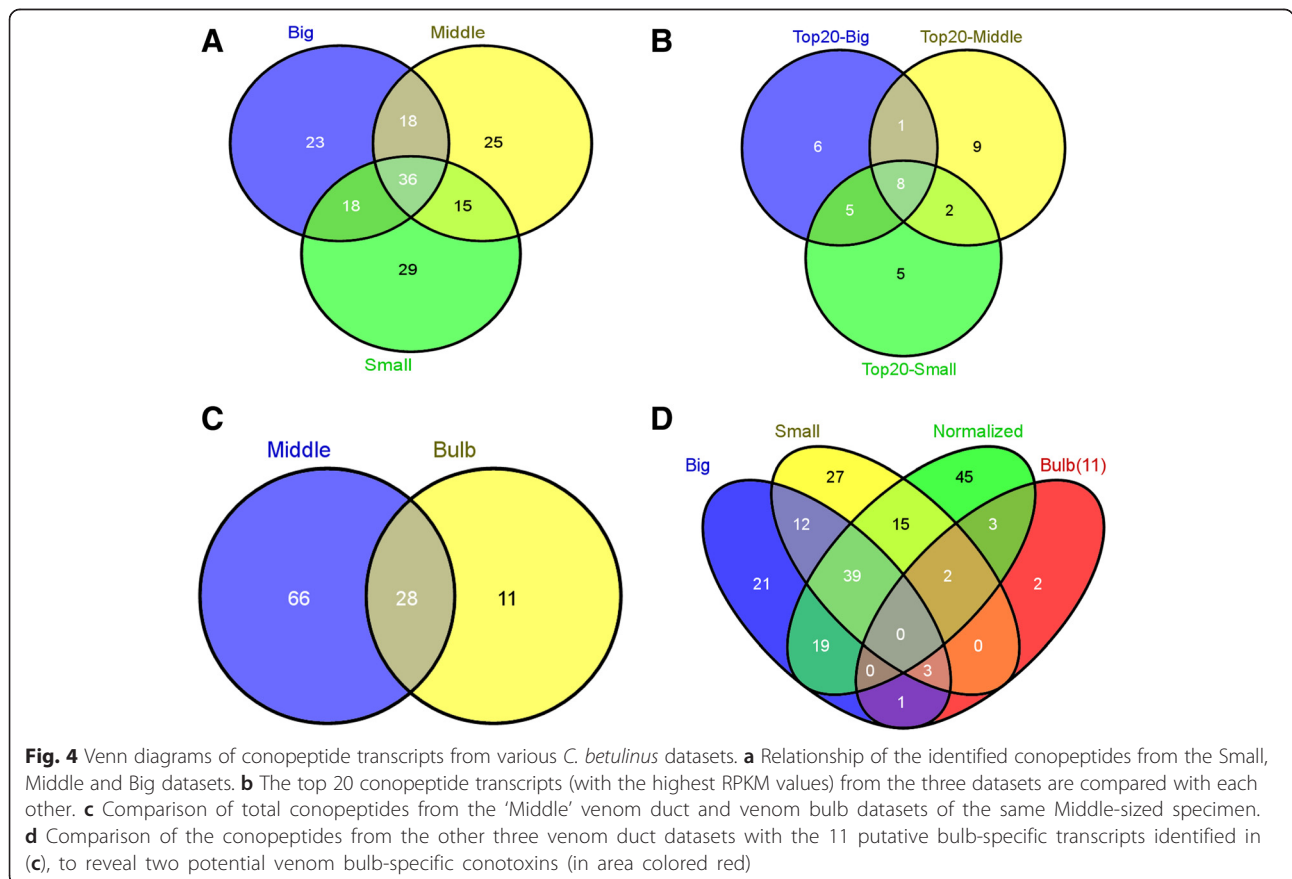 A
Big
Middle
18
23
25
36
18
15
29
Small
B
Top20-Big
Top20-Middle
1
6
9
8
5
2
5
Top20-Small
C
Middle
Bulb
66
28
11
D
Small
Normalized
Big
Bulb(11)
27
45
12
15
3
21
39
2
2
19
0
0
0
3
1
Fig. 4 Venn diagrams of conopeptide transcripts from various C. betulinus datasets. a Relationship of the identified conopeptides from the Small,
Middle and Big datasets. b The top 20 conopeptide transcripts (with the highest RPKM values) from the three datasets are compared with each
other. c Comparison of total conopeptides from the ‘Middle’ venom duct and venom bulb datasets of the same Middle-sized specimen.
d Comparison of the conopeptides from the other three venom duct datasets with the 11 putative bulb-specific transcripts identified in
(c), to reveal two potential venom bulb-specific conotoxins (in area colored red)